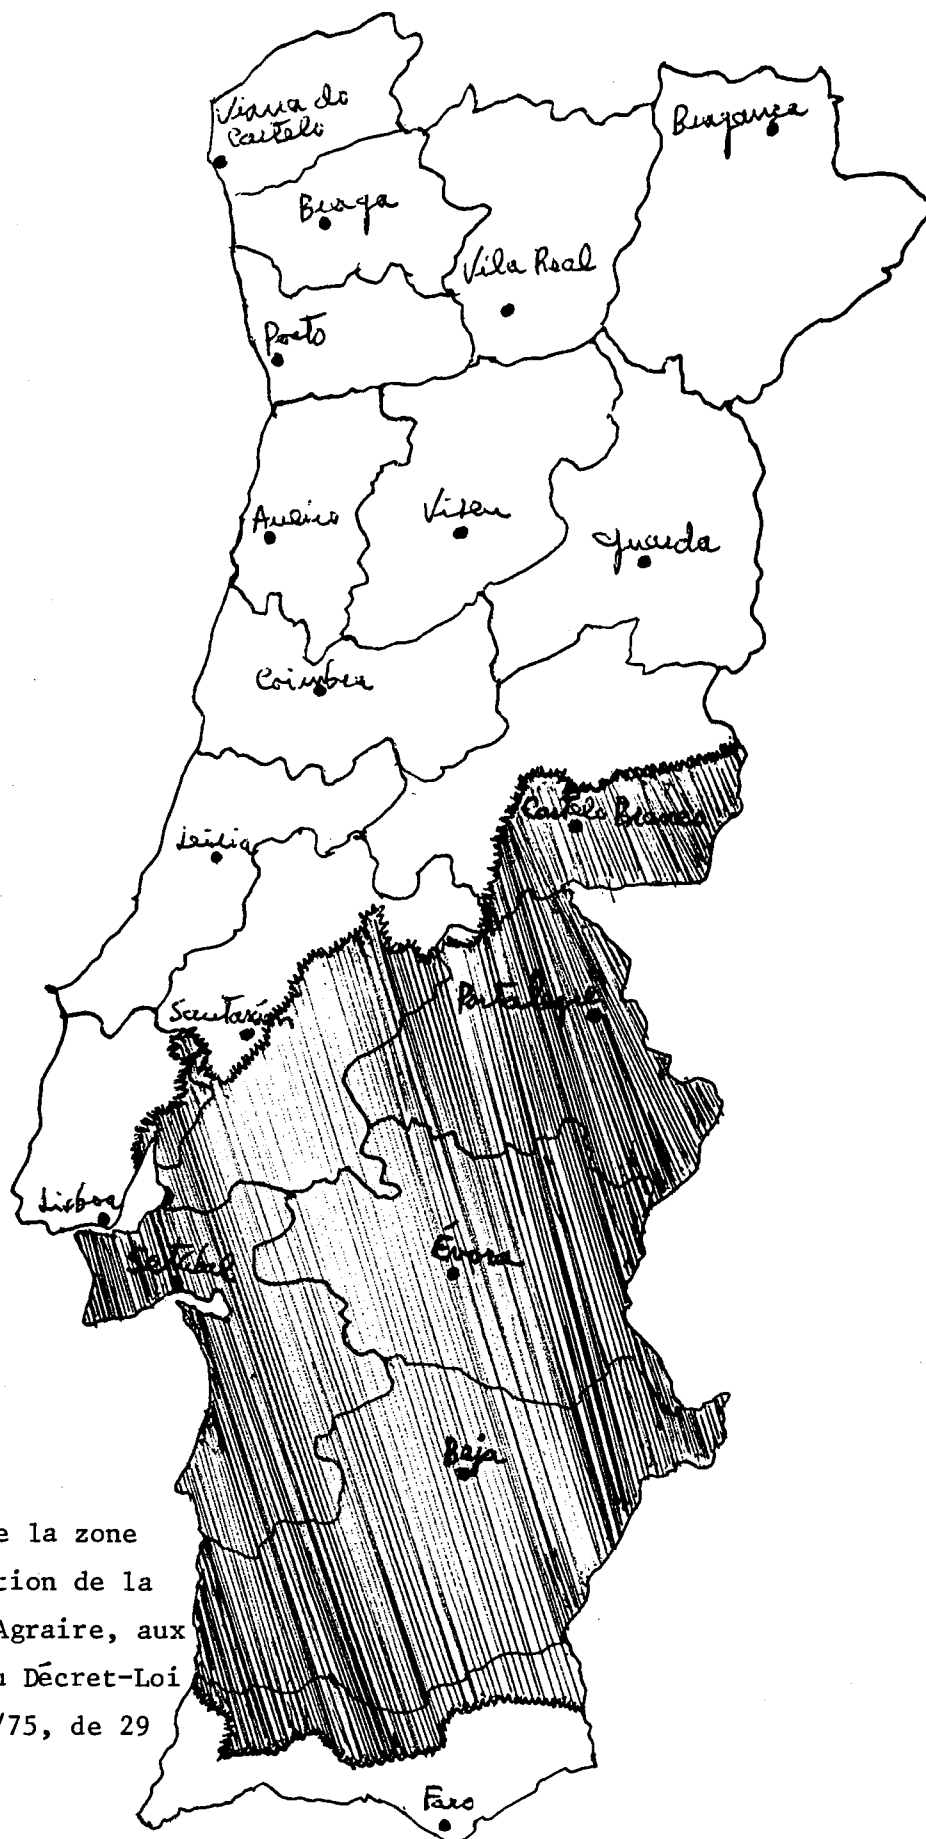 Viana do
Castelo
Bragança
Braga
Vila Real
Porto
Aveiro
Viseu
Guarda
Coimbra
Castelo Branco
Leiria
Portalegre
Santarém
Lisboa
Setúbal
Évora
Beja
e la zone
tion de la
Agraire, aux
u Décret-Loi
/75, de 29
Faro